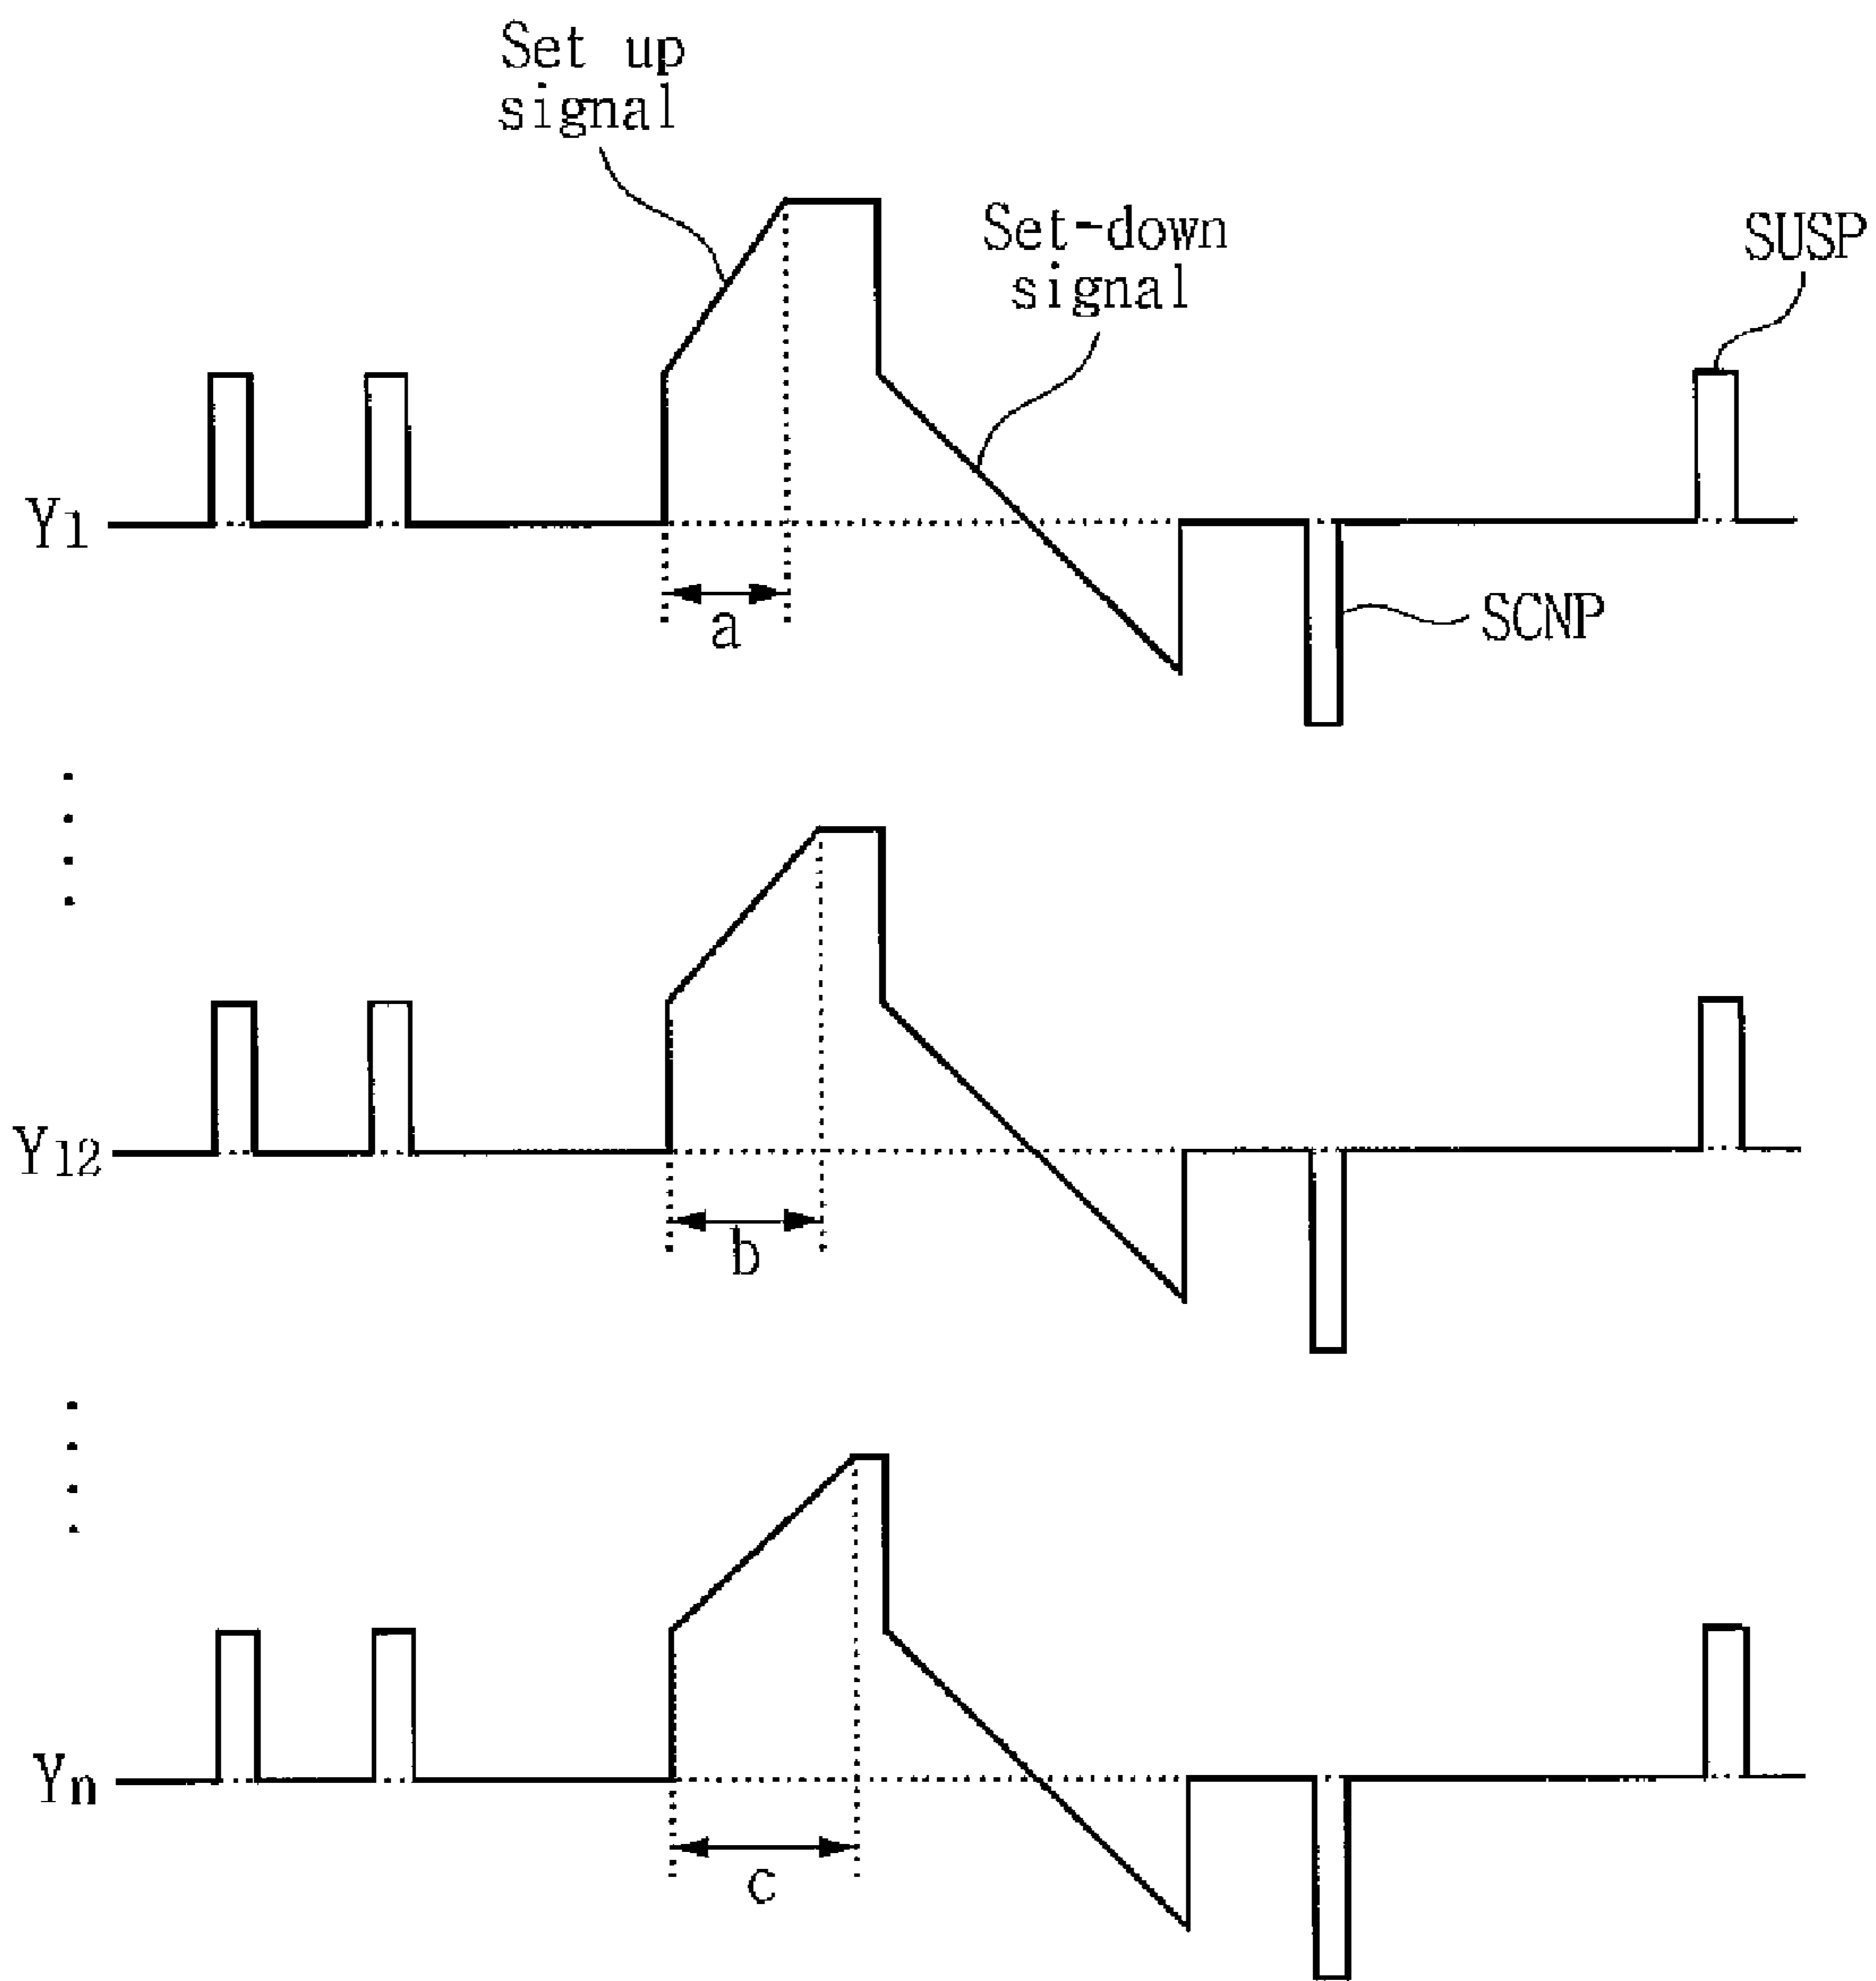 Set up
signal
Set-down
signal
SUSP
Y1
a
SCNP
Y12
b
Yn
c